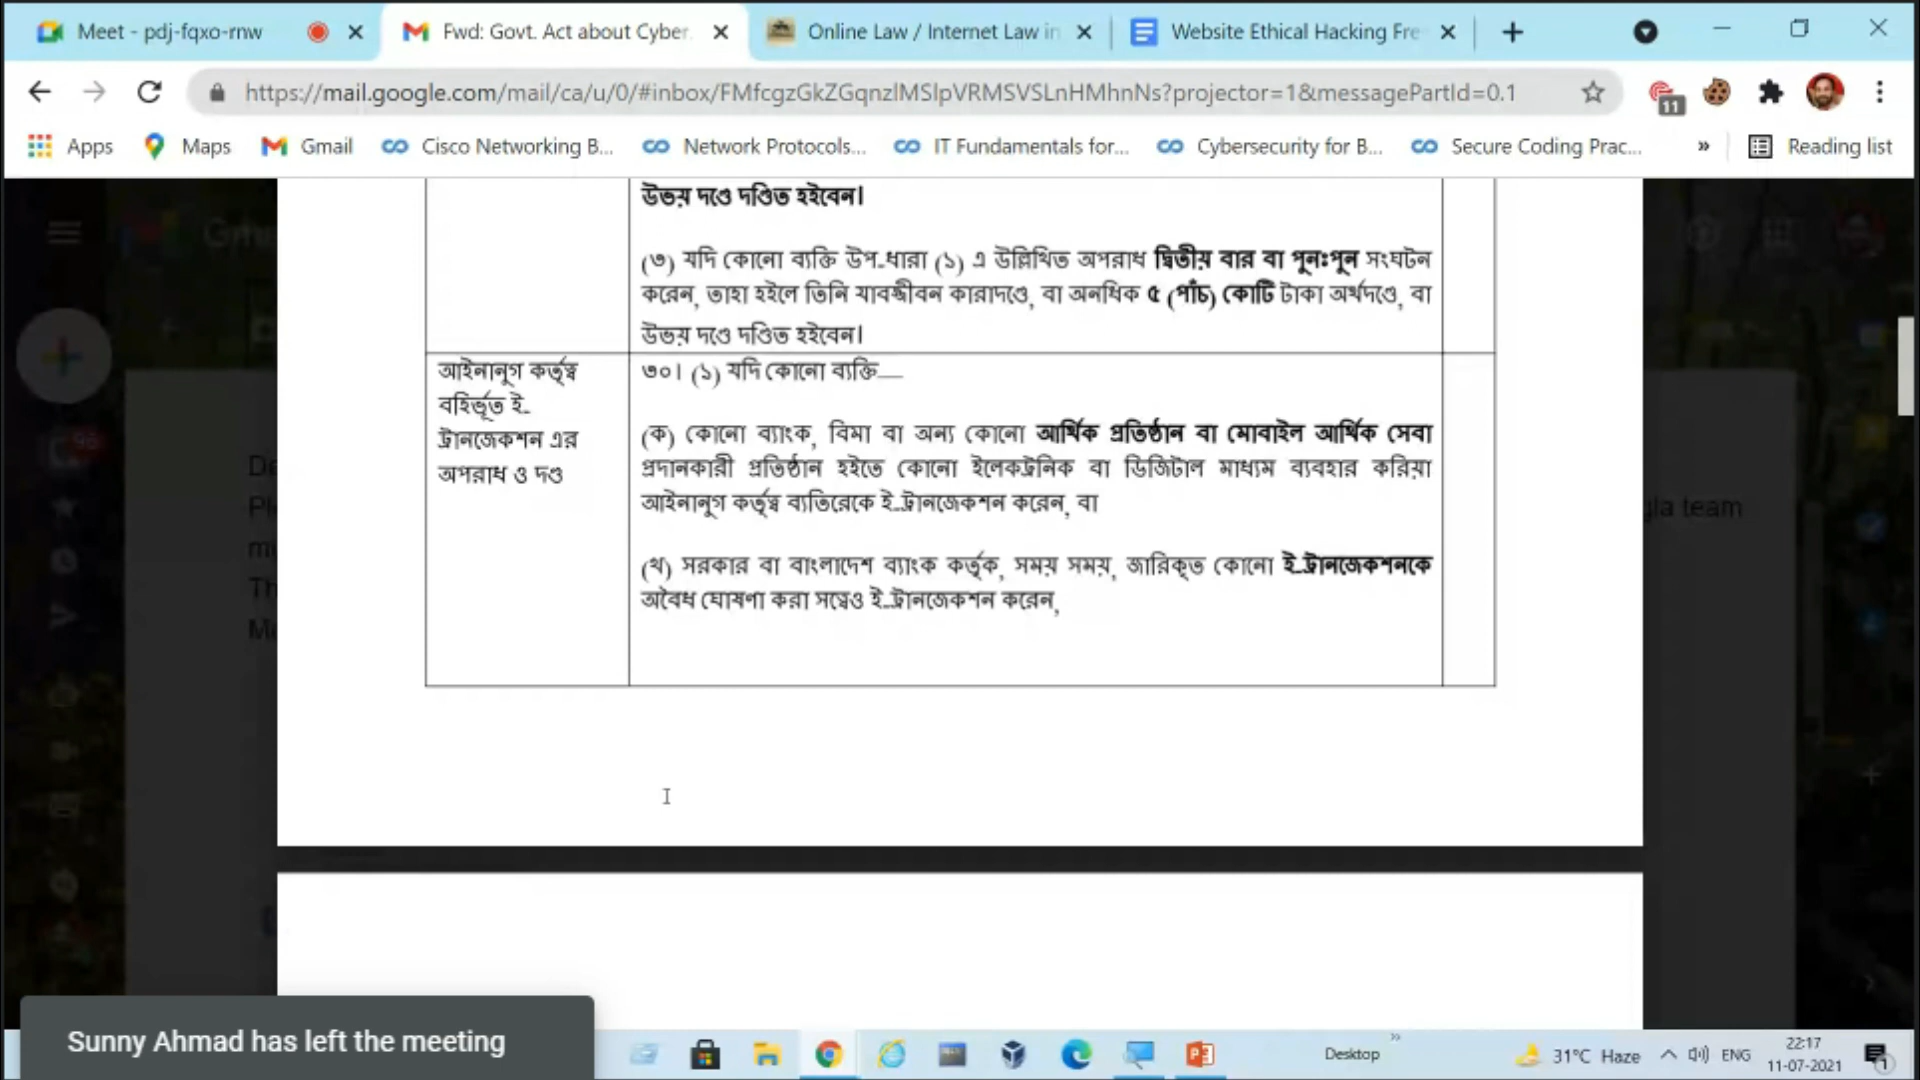 Meet - pdj-fqxo-rnw
Fwd: Govt. Act about Cyber
Online Law / Internet Law in
Website Ethical Hacking Fre
https://mail.google.com/mail/ca/u/0/#inbox/FMfcgzGkZGqnzlMSlpVRMSVSLnHMhnNs?projector=1&messagePartId=0.1
11
Apps
Maps
Gmail
Cisco Networking B...
Network Protocols...
IT Fundamentals for...
Cybersecurity for B...
Secure Coding Prac...
»
Reading list
উভয় দণ্ডে দণ্ডিত হইবেন।
(৩) যদি কোনো ব্যক্তি উপ-ধারা (১) এ উল্লিখিত অপরাধ দ্বিতীয় বার বা পুনঃপুন সংঘটন
করেন, তাহা হইলে তিনি যাবজ্জীবন কারাদণ্ডে, বা অনধিক ৫ (পাঁচ) কোটি টাকা অর্থদণ্ডে, বা
উভয় দণ্ডে দণ্ডিত হইবেন।
আইনানুগ কর্তৃত্ব
বহির্ভূত ই-
ট্রানজেকশন এর
অপরাধ ও দণ্ড
৩০। (১) যদি কোনো ব্যক্তি—
(ক) কোনো ব্যাংক, বিমা বা অন্য কোনো আর্থিক প্রতিষ্ঠান বা মোবাইল আর্থিক সেবা
প্রদানকারী প্রতিষ্ঠান হইতে কোনো ইলেকট্রনিক বা ডিজিটাল মাধ্যম ব্যবহার করিয়া
আইনানুগ কর্তৃত্ব ব্যতিরেকে ই-ট্রানজেকশন করেন, বা
(খ) সরকার বা বাংলাদেশ ব্যাংক কর্তৃক, সময় সময়, জারিকৃত কোনো ই-ট্রানজেকশনকে
অবৈধ ঘোষণা করা সত্ত্বেও ই-ট্রানজেকশন করেন,
team
Sunny Ahmad has left the meeting
Desktop
»
31°C Haze
ENG
22:17
11-07-2021
1